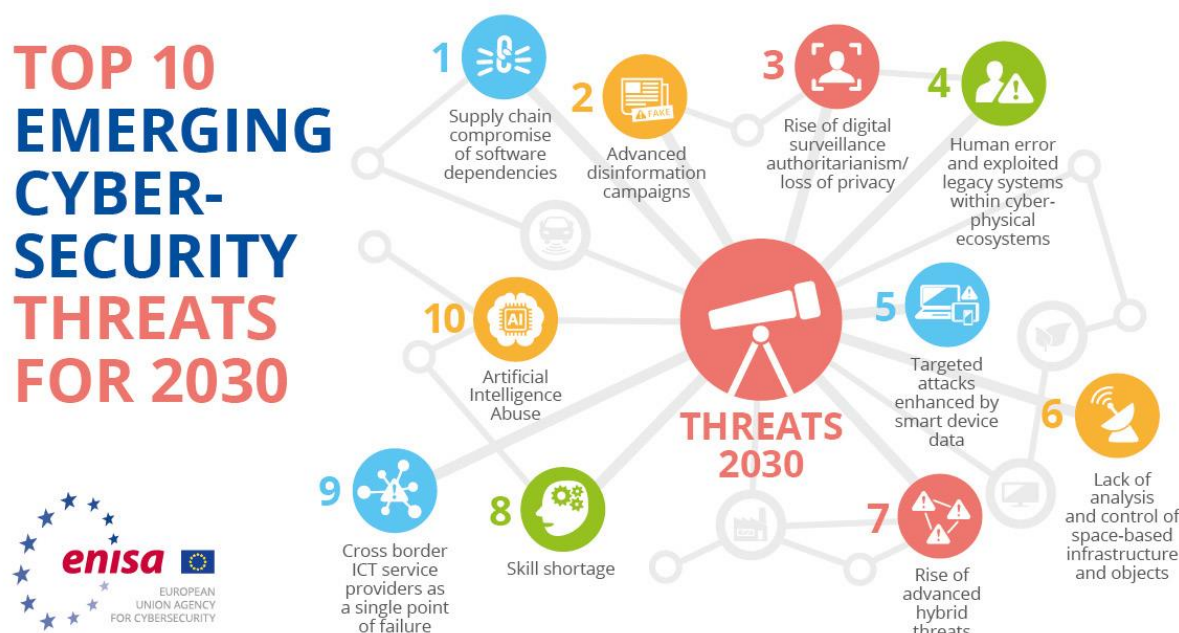 TOP 10
EMERGING
CYBER-
SECURITY
THREATS
FOR 2030
1
Supply chain
compromise
of software
dependencies
2
FAKE
Advanced
disinformation
campaigns
3
Rise of digital
surveillance
authoritarianism/
loss of privacy
4
Human error
and exploited
legacy systems
within cyber-
physical
ecosystems
5
Targeted
attacks
enhanced by
smart device
data
6
Lack of
analysis
and control of
space-based
infrastructure
and objects
7
Rise of
advanced
hybrid
threats
8
Skill shortage
9
Cross border
ICT service
providers as
a single point
of failure
10
AI
Artificial
Intelligence
Abuse
THREATS
2030
enisa
EUROPEAN
UNION AGENCY
FOR CYBERSECURITY